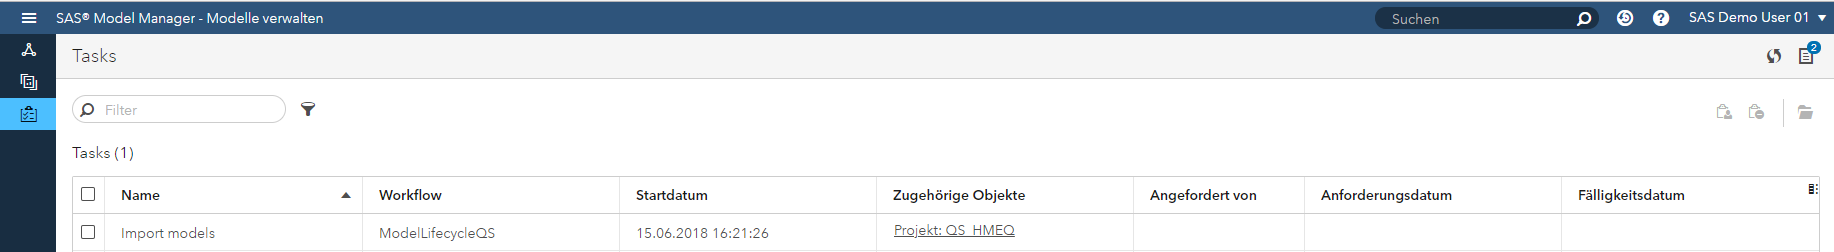 SAS® Model Manager - Modelle verwalten Suchen SAS Demo User 01
Tasks 2
Filter
Tasks (1)
Name Workflow Startdatum Zugehörige Objekte Angefordert von Anforderungsdatum Fälligkeitsdatum
Import models ModelLifecycleQS 15.06.2018 16:21:26 Projekt: QS_HMEQ